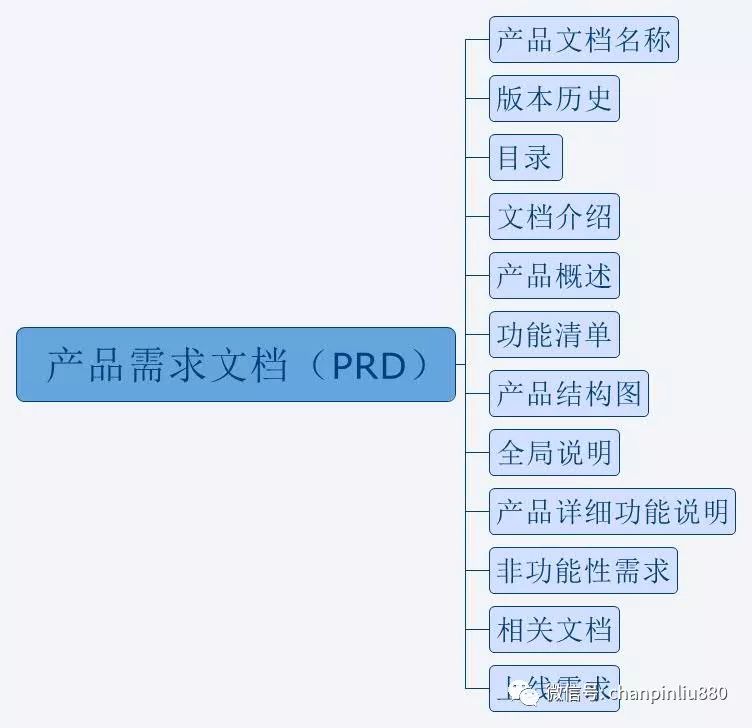 产品文档名称
版本历史
目录
文档介绍
产品概述
功能清单
产品需求文档（PRD）
产品结构图
全局说明
产品详细功能说明
非功能性需求
相关文档
上线需求
微信号: chanpinliu880